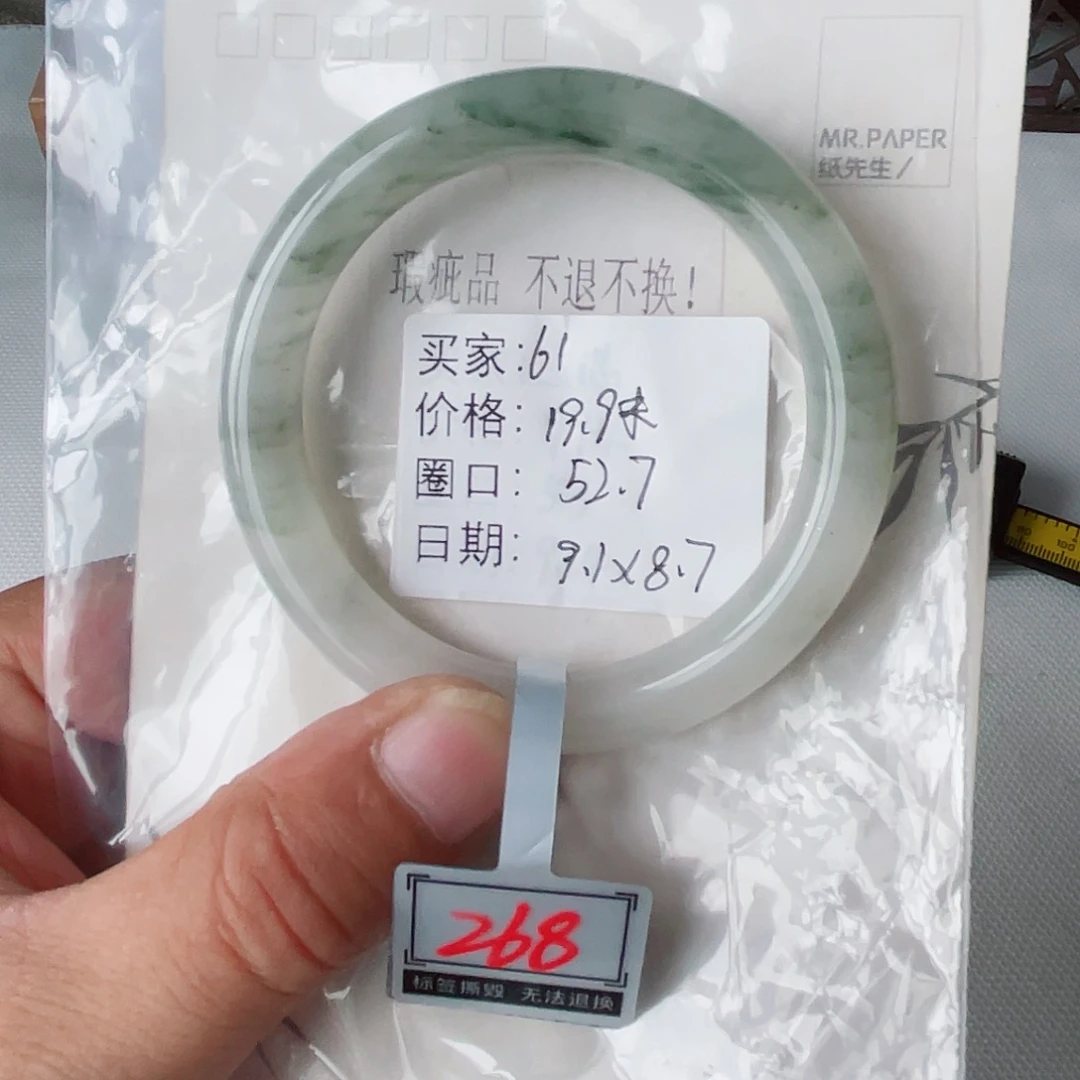 MR.PAPER
纸先生/
瑕疵品 不退不换!
买家:61
价格: 19.9米
圈口: 52.7
日期: 9.1x8.7
268
标签撕毁 无法退换